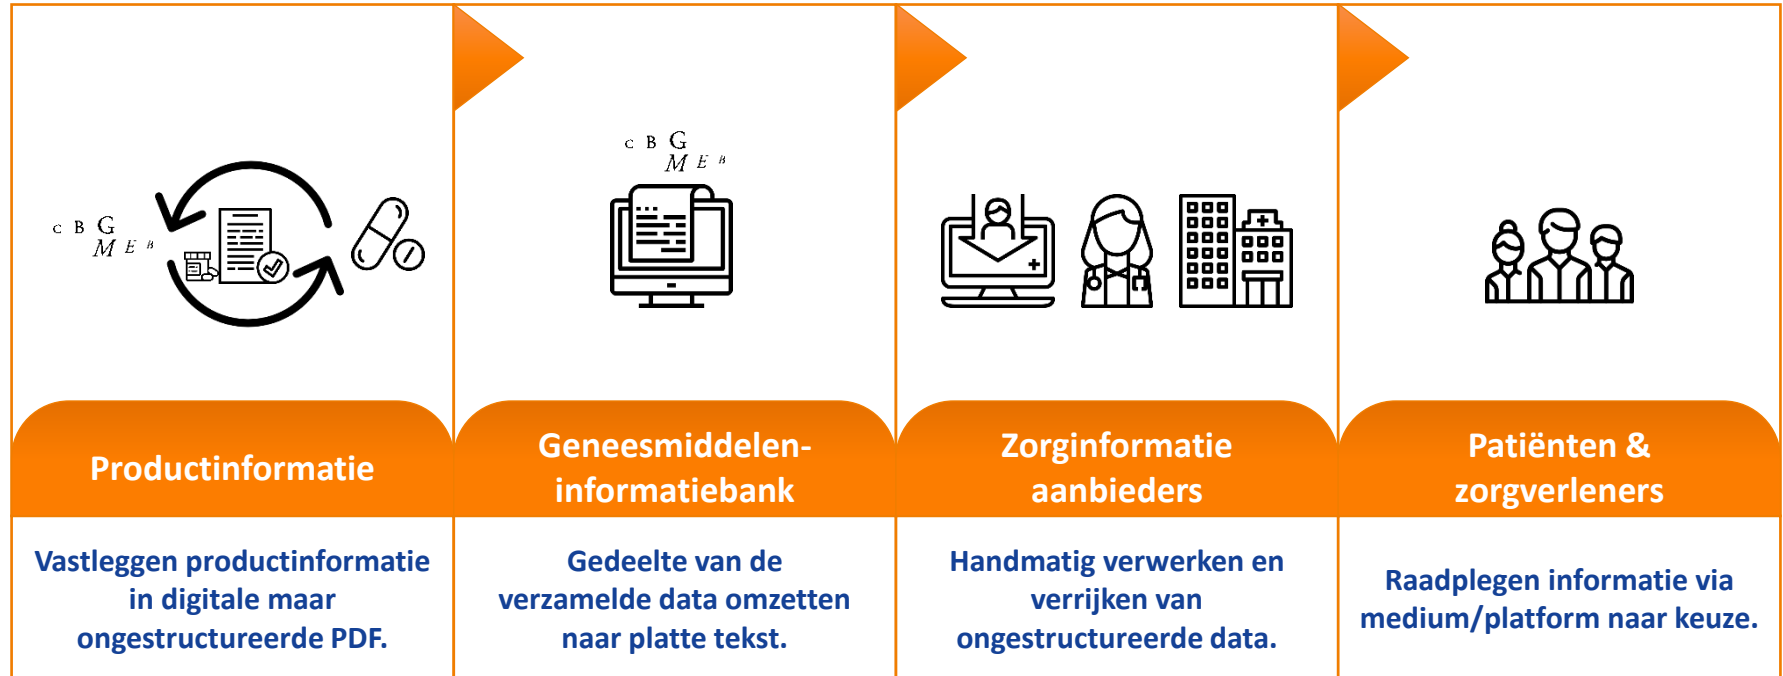 C B G
M E B
C B G
M E B
Productinformatie
Geneesmiddelen-
informatiebank
Zorginformatie
aanbieders
Patiënten &
zorgverleners
Vastleggen productinformatie
in digitale maar
ongestructureerde PDF.
Gedeelte van de
verzamelde data omzetten
naar platte tekst.
Handmatig verwerken en
verrijken van
ongestructureerde data.
Raadplegen informatie via
medium/platform naar keuze.